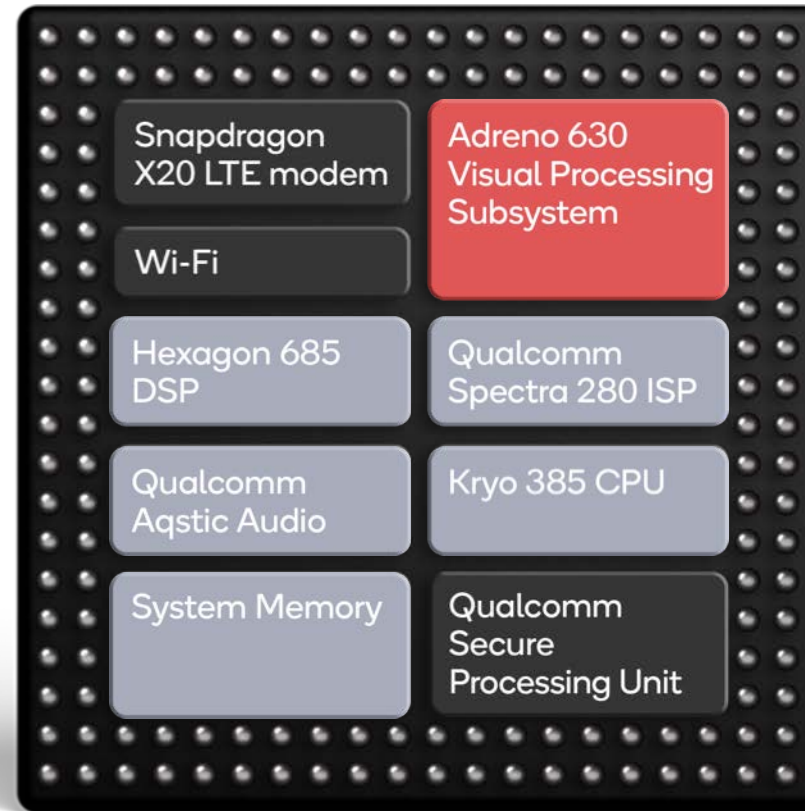 Snapdragon
X20 LTE modem
Adreno 630
Visual Processing
Subsystem
Wi-Fi
Hexagon 685
DSP
Qualcomm
Spectra 280 ISP
Qualcomm
Aqstic Audio
Kryo 385 CPU
System Memory
Qualcomm
Secure
Processing Unit